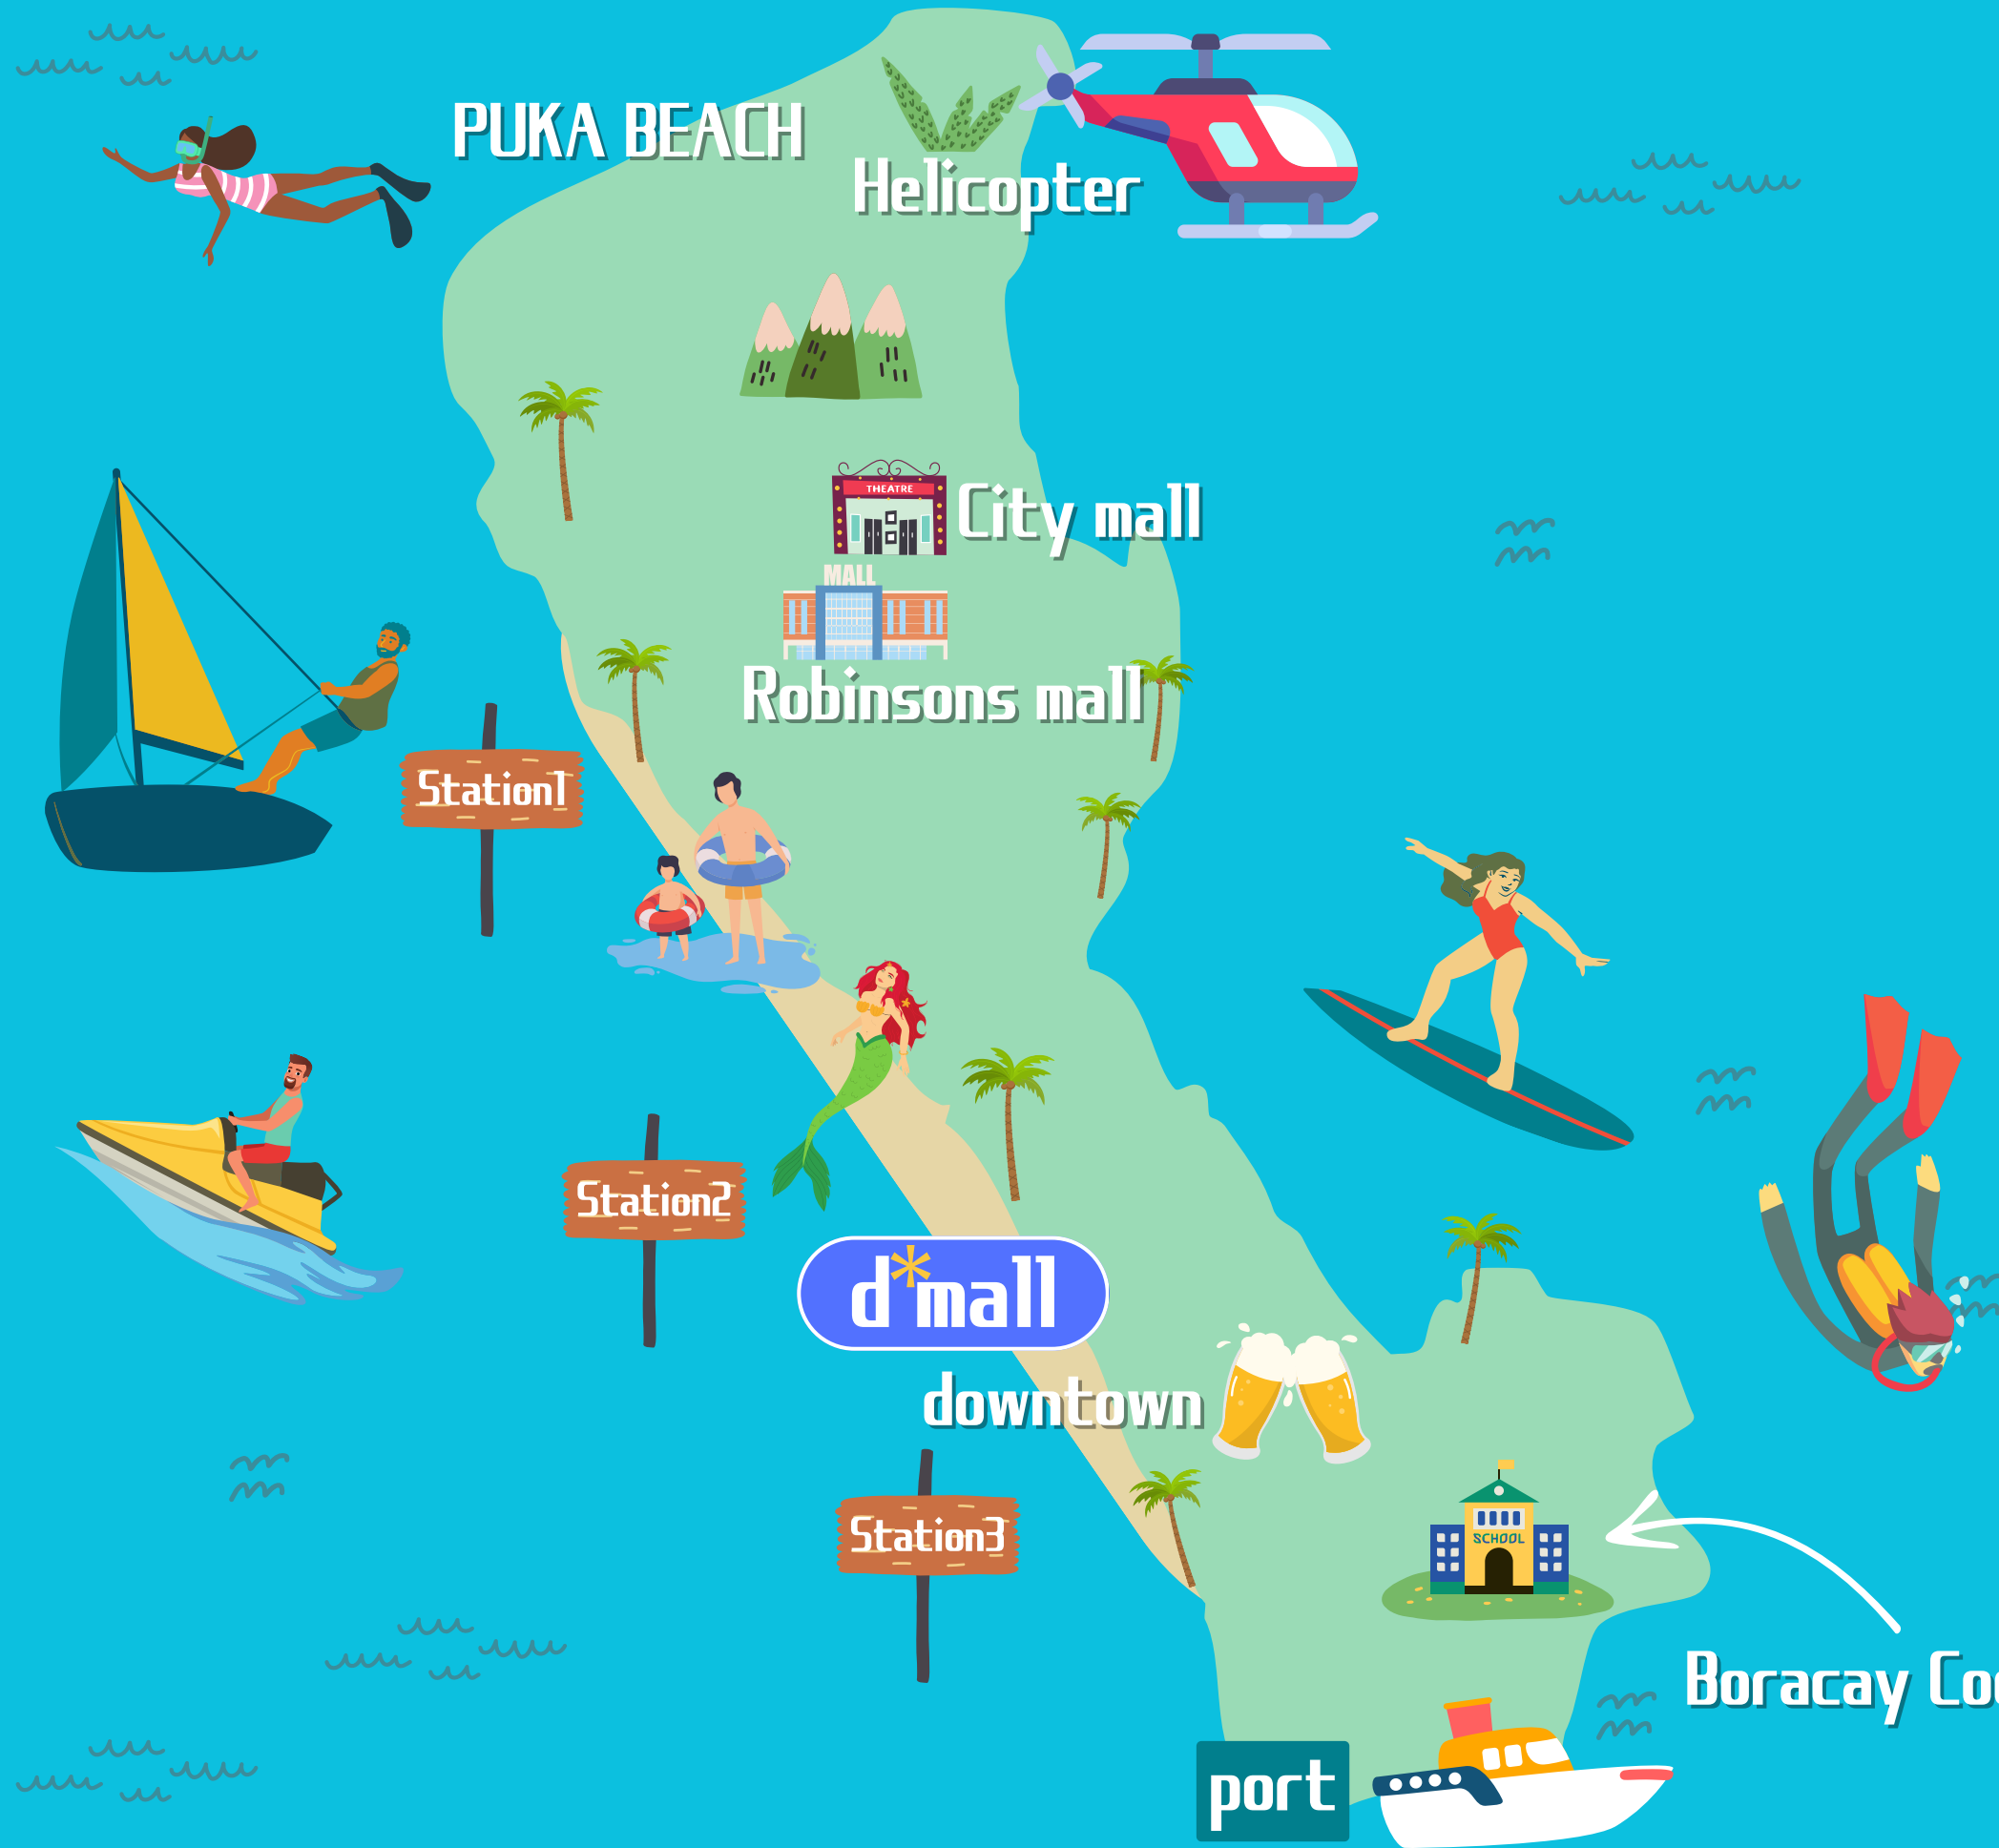 PUKA BEACH
Helicopter
THEATRE
City mall
MALL
Robinsons mall
Station1
Station2
d*mall
downtown
Station3
SCHOOL
Boracay
port